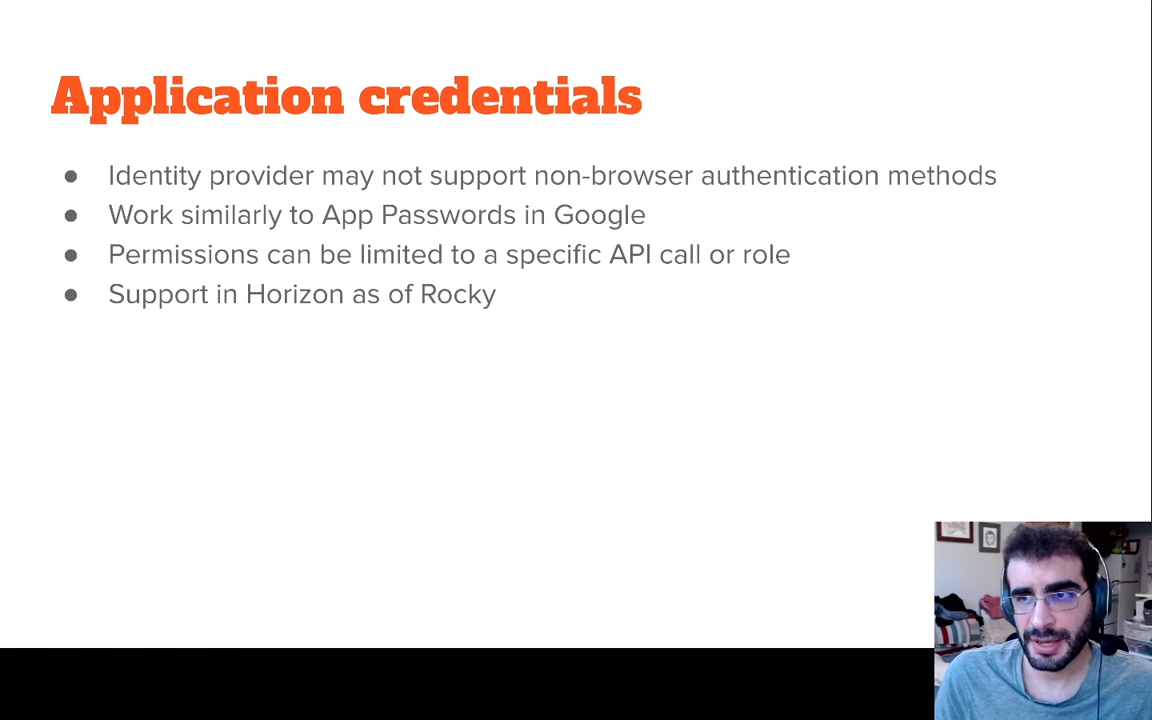 Application credentials
● Identity provider may not support non-browser authentication methods
● Work similarly to App Passwords in Google
● Permissions can be limited to a specific API call or role
● Support in Horizon as of Rocky